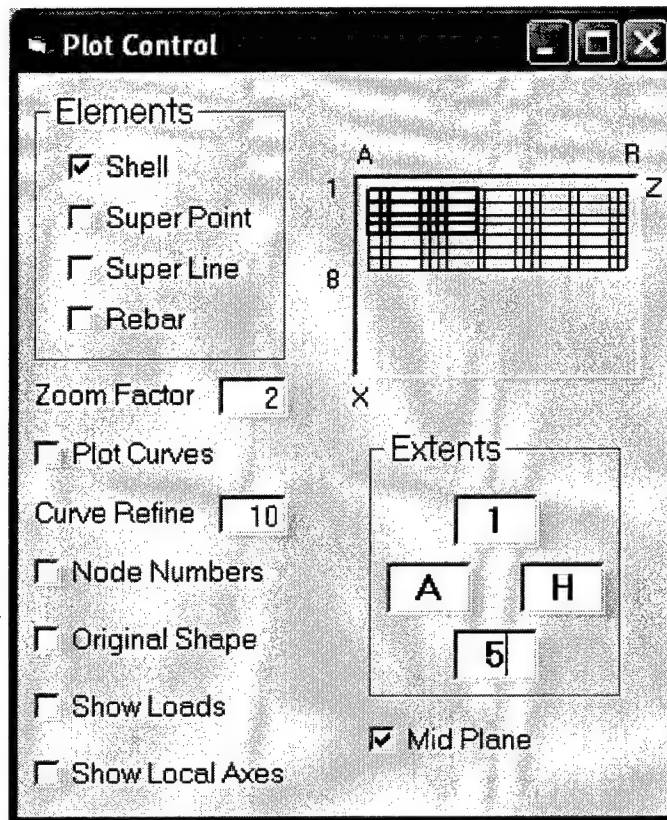 Plot Control
Elements
Shell
Super Point
Super Line
Rebar
Zoom Factor 2
Plot Curves
Curve Refine 10
Node Numbers
Original Shape
Show Loads
Show Local Axes
A R
1 Z
8
X
Extents
1
A H
5
Mid Plane